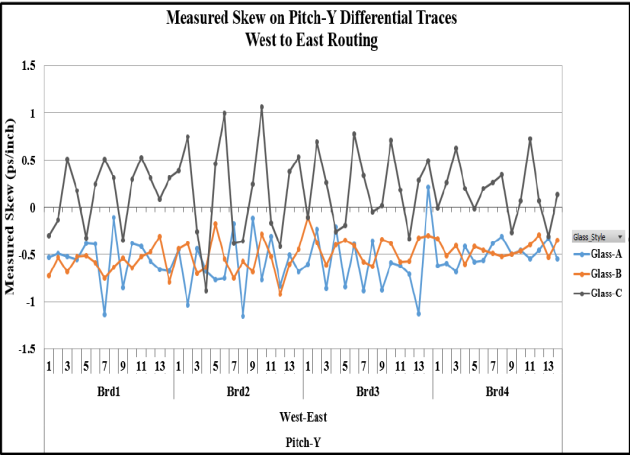 Measured Skew on Pitch-Y Differential Traces
West to East Routing
Measured Skew (ps/inch)
1.5
1
0.5
0
-0.5
-1
-1.5
1 3 5 7 9 11 13 1 3 5 7 9 11 13 1 3 5 7 9 11 13 1 3 5 7 9 11 13
Brd1 Brd2 Brd3 Brd4
West-East
Pitch-Y
Glass_Style
Glass-A
Glass-B
Glass-C